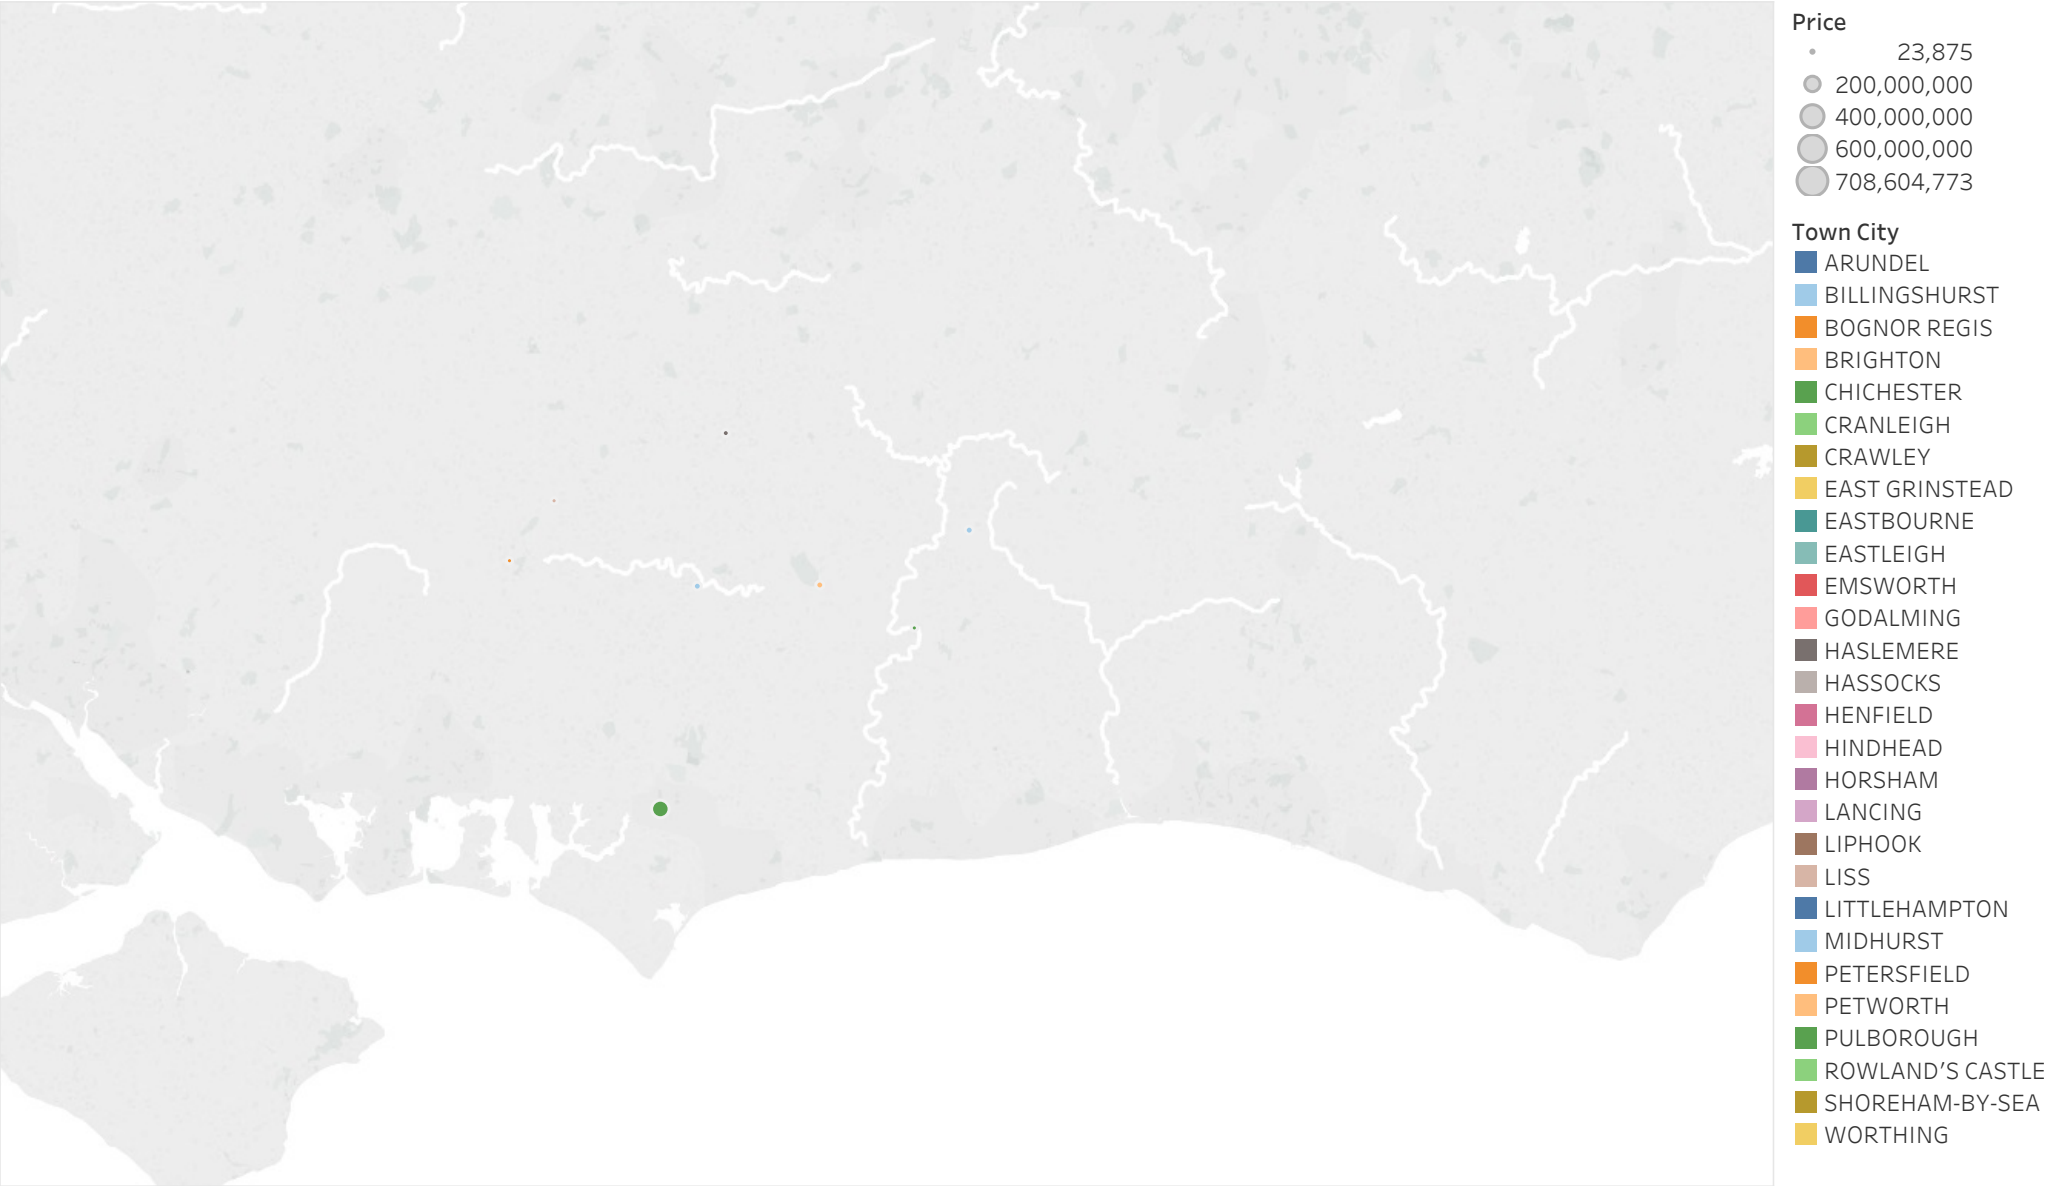 Price
23,875
200,000,000
400,000,000
600,000,000
708,604,773
Town City
ARUNDEL
BILLINGSHURST
BOGNOR REGIS
BRIGHTON
CHICHESTER
CRANLEIGH
CRAWLEY
EAST GRINSTEAD
EASTBOURNE
EASTLEIGH
EMSWORTH
GODALMING
HASLEMERE
HASSOCKS
HENFIELD
HINDHEAD
HORSHAM
LANCING
LIPHOOK
LISS
LITTLEHAMPTON
MIDHURST
PETERSFIELD
PETWORTH
PULBOROUGH
ROWLAND'S CASTLE
SHOREHAM-BY-SEA
WORTHING